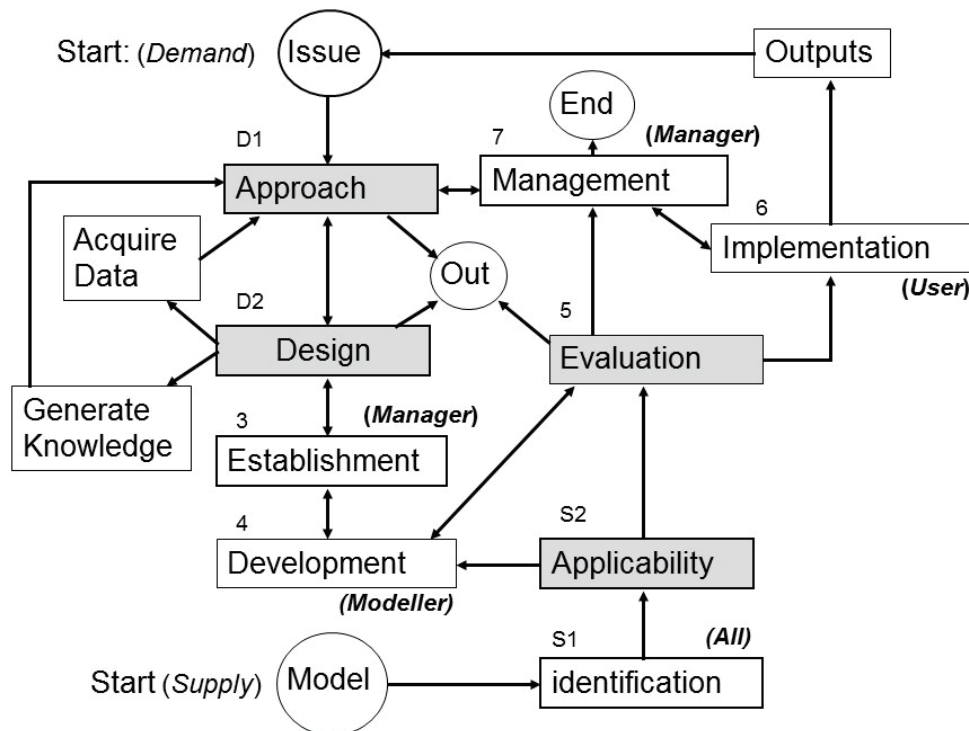 Start: (Demand)
Issue
Outputs
End
D1
7
(Manager)
Approach
Management
6
Acquire
Data
Implementation
Out
(User)
D2
5
Design
Evaluation
Generate
Knowledge
(Manager)
3
Establishment
4
S2
Development
Applicability
(Modeller)
S1
(All)
Start (Supply)
Model
identification